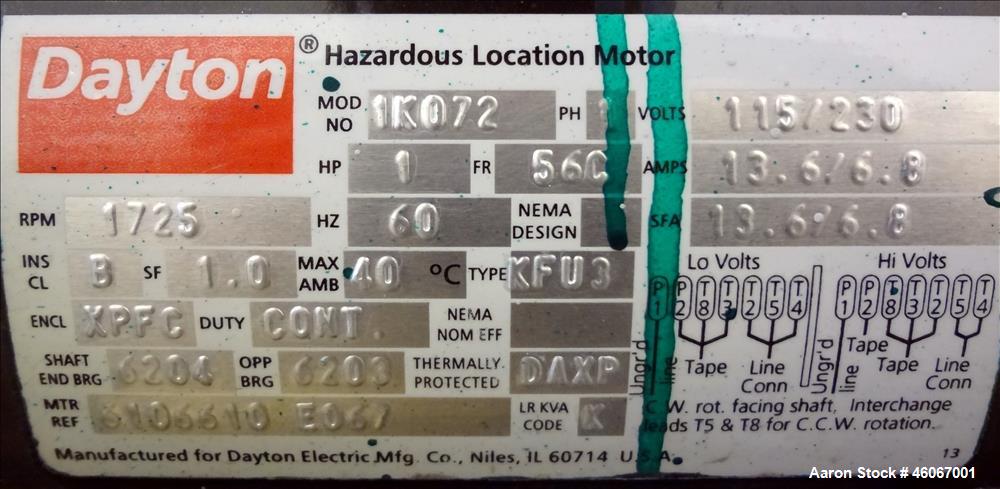 Dayton® Hazardous Location Motor
MOD NO 1K072 PH 1 VOLTS 115/230
HP 1 FR 56C AMPS 13.6/6.8
RPM 1725 HZ 60 NEMA DESIGN SFA 13.6/6.8
INS CL B SF 1.0 MAX AMB 40 °C TYPE KFU3
ENCL XPFC DUTY CONT. NEMA NOM EFF
SHAFT END BRG 6204 OPP BRG 6203 THERMALLY PROTECTED DAXP
MTR REF 6106610 E067 LR KVA CODE K
Lo Volts Hi Volts
P1 P2 T8 T3 T2 T5 T4 P1 P2 T8 T3 T2 T5 T4
Ungr'd line Tape Line Conn Ungr'd line Tape Tape Line Conn
C.W. rot. facing shaft, Interchange
leads T5 & T8 for C.C.W. rotation.
Manufactured for Dayton Electric Mfg. Co., Niles, IL 60714 U.S.A. 13
Aaron Stock # 46067001